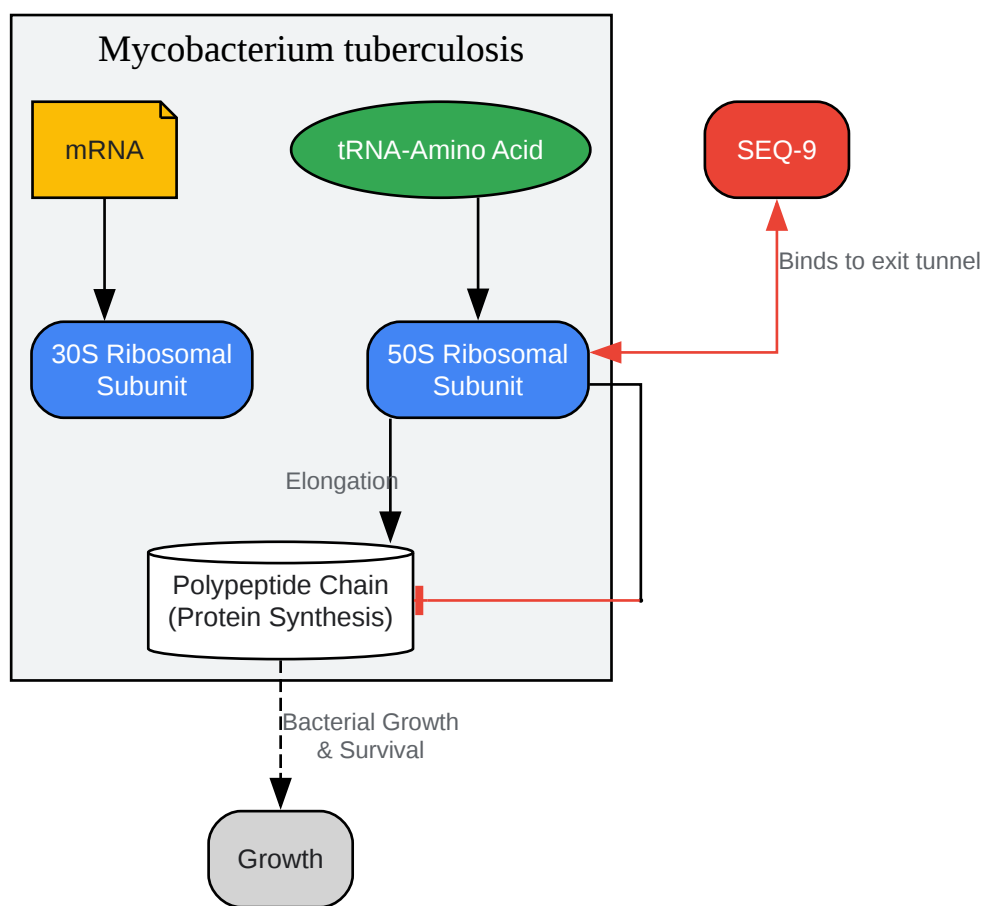 Mycobacterium tuberculosis
mRNA
tRNA-Amino Acid
SEQ-9
Binds to exit tunnel
30S Ribosomal
Subunit
50S Ribosomal
Subunit
Elongation
Polypeptide Chain
(Protein Synthesis)
Bacterial Growth
& Survival
Growth